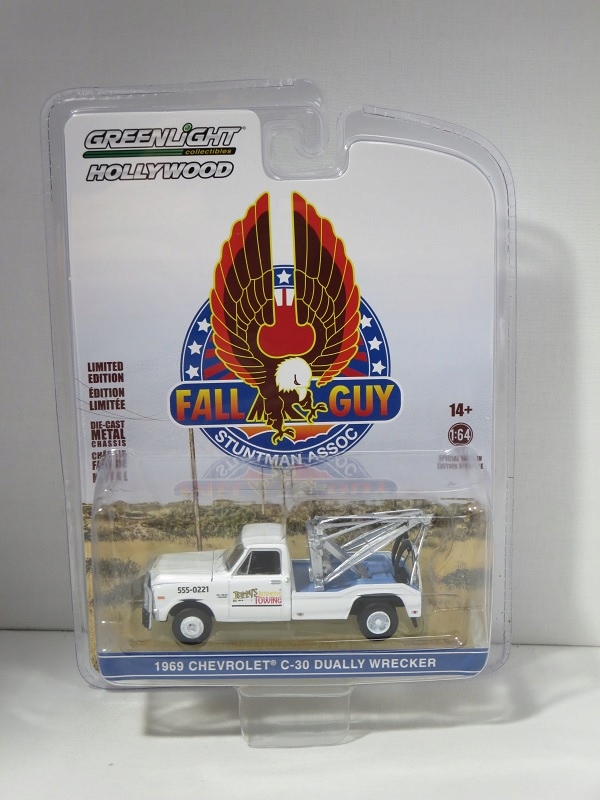 GREENLIGHT®
collectibles
HOLLYWOOD
FALL GUY
STUNTMAN ASSOC
LIMITED
EDITION
ÉDITION
LIMITÉE
DIE-CAST
METAL
CHASSIS
14+
1:64
555-0221
TOWING
1969 CHEVROLET® C-30 DUALLY WRECKER